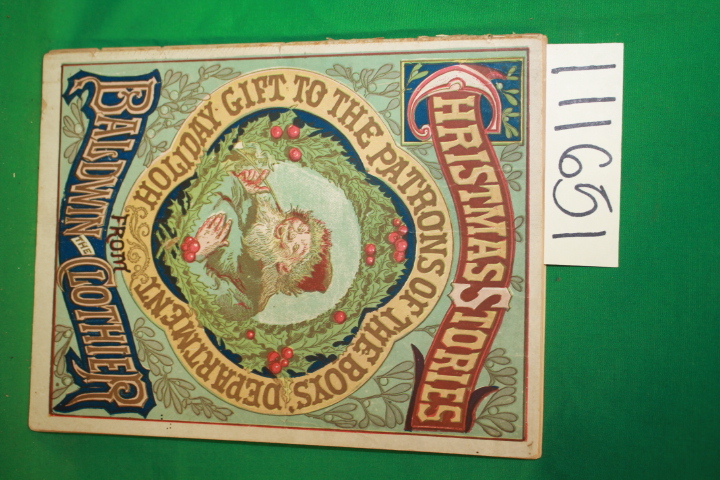 CHRISTMAS STORIES
HOLIDAY GIFT TO THE PATRONS OF THE BOYS' DEPARTMENT.
FROM
BALDWIN THE CLOTHIER
111651